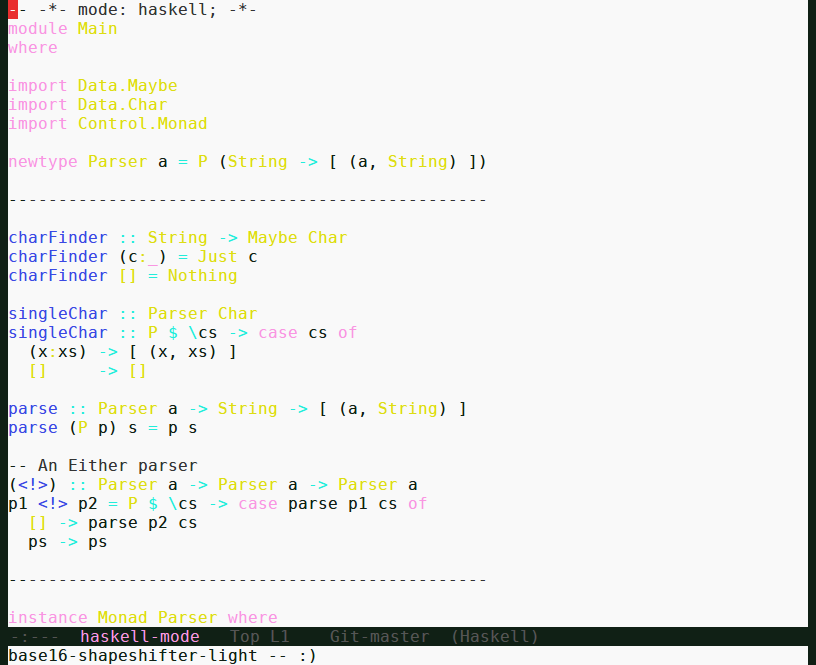 -- -*- mode: haskell; -*-
module Main
where

import Data.Maybe
import Data.Char
import Control.Monad

newtype Parser a = P (String -> [ (a, String) ])

------------------------------------------------

charFinder :: String -> Maybe Char
charFinder (c:_) = Just c
charFinder [] = Nothing

singleChar :: Parser Char
singleChar :: P $ \cs -> case cs of
  (x:xs) -> [ (x, xs) ]
  []     -> []

parse :: Parser a -> String -> [ (a, String) ]
parse (P p) s = p s

-- An Either parser
(<!>) :: Parser a -> Parser a -> Parser a
p1 <!> p2 = P $ \cs -> case parse p1 cs of
  [] -> parse p2 cs
  ps -> ps

------------------------------------------------

instance Monad Parser where
-:---  haskell-mode   Top L1    Git-master  (Haskell)
base16-shapeshifter-light -- :)